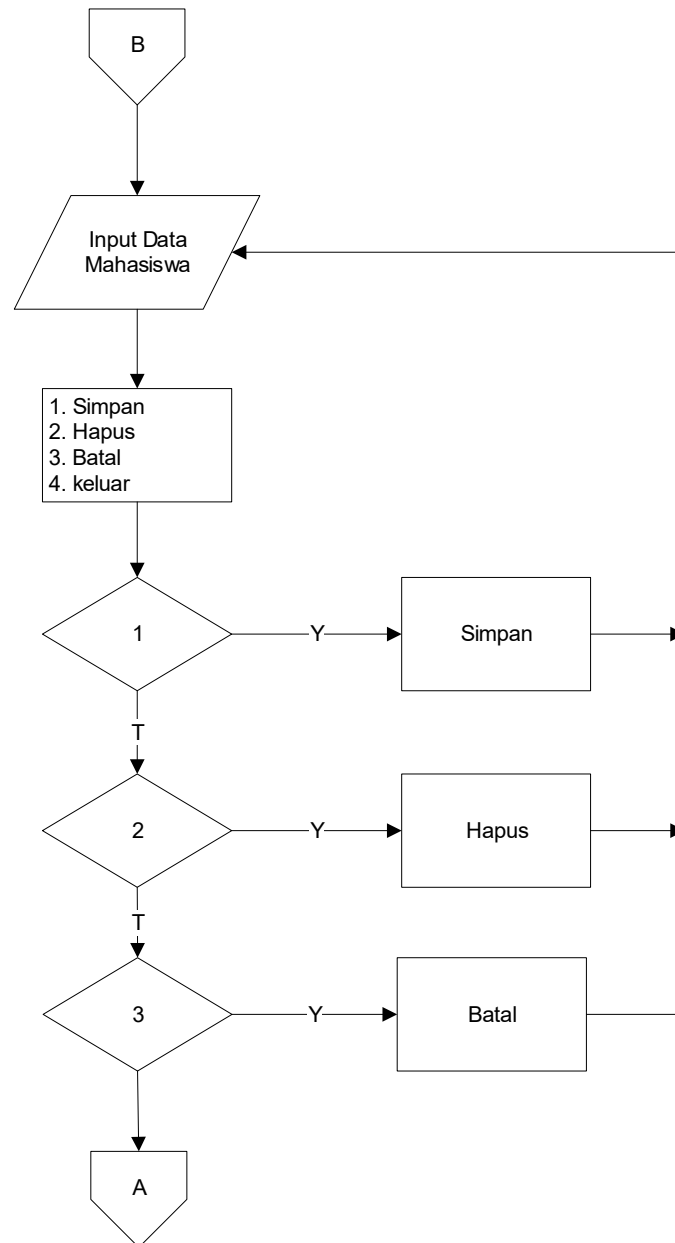 B
Input Data
Mahasiswa
1. Simpan
2. Hapus
3. Batal
4. keluar
1
Y
Simpan
T
2
Y
Hapus
T
3
Y
Batal
A